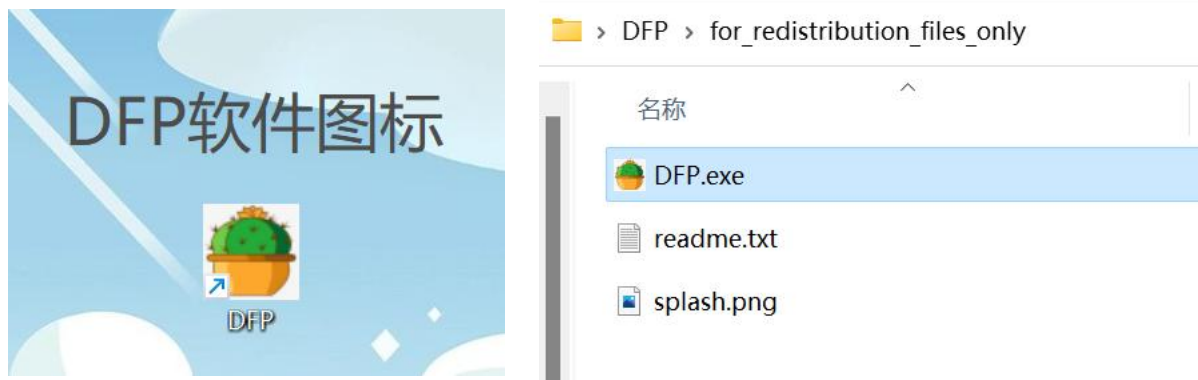 DFP软件图标
DFP
DFP > for_redistribution_files_only
名称
DFP.exe
readme.txt
splash.png